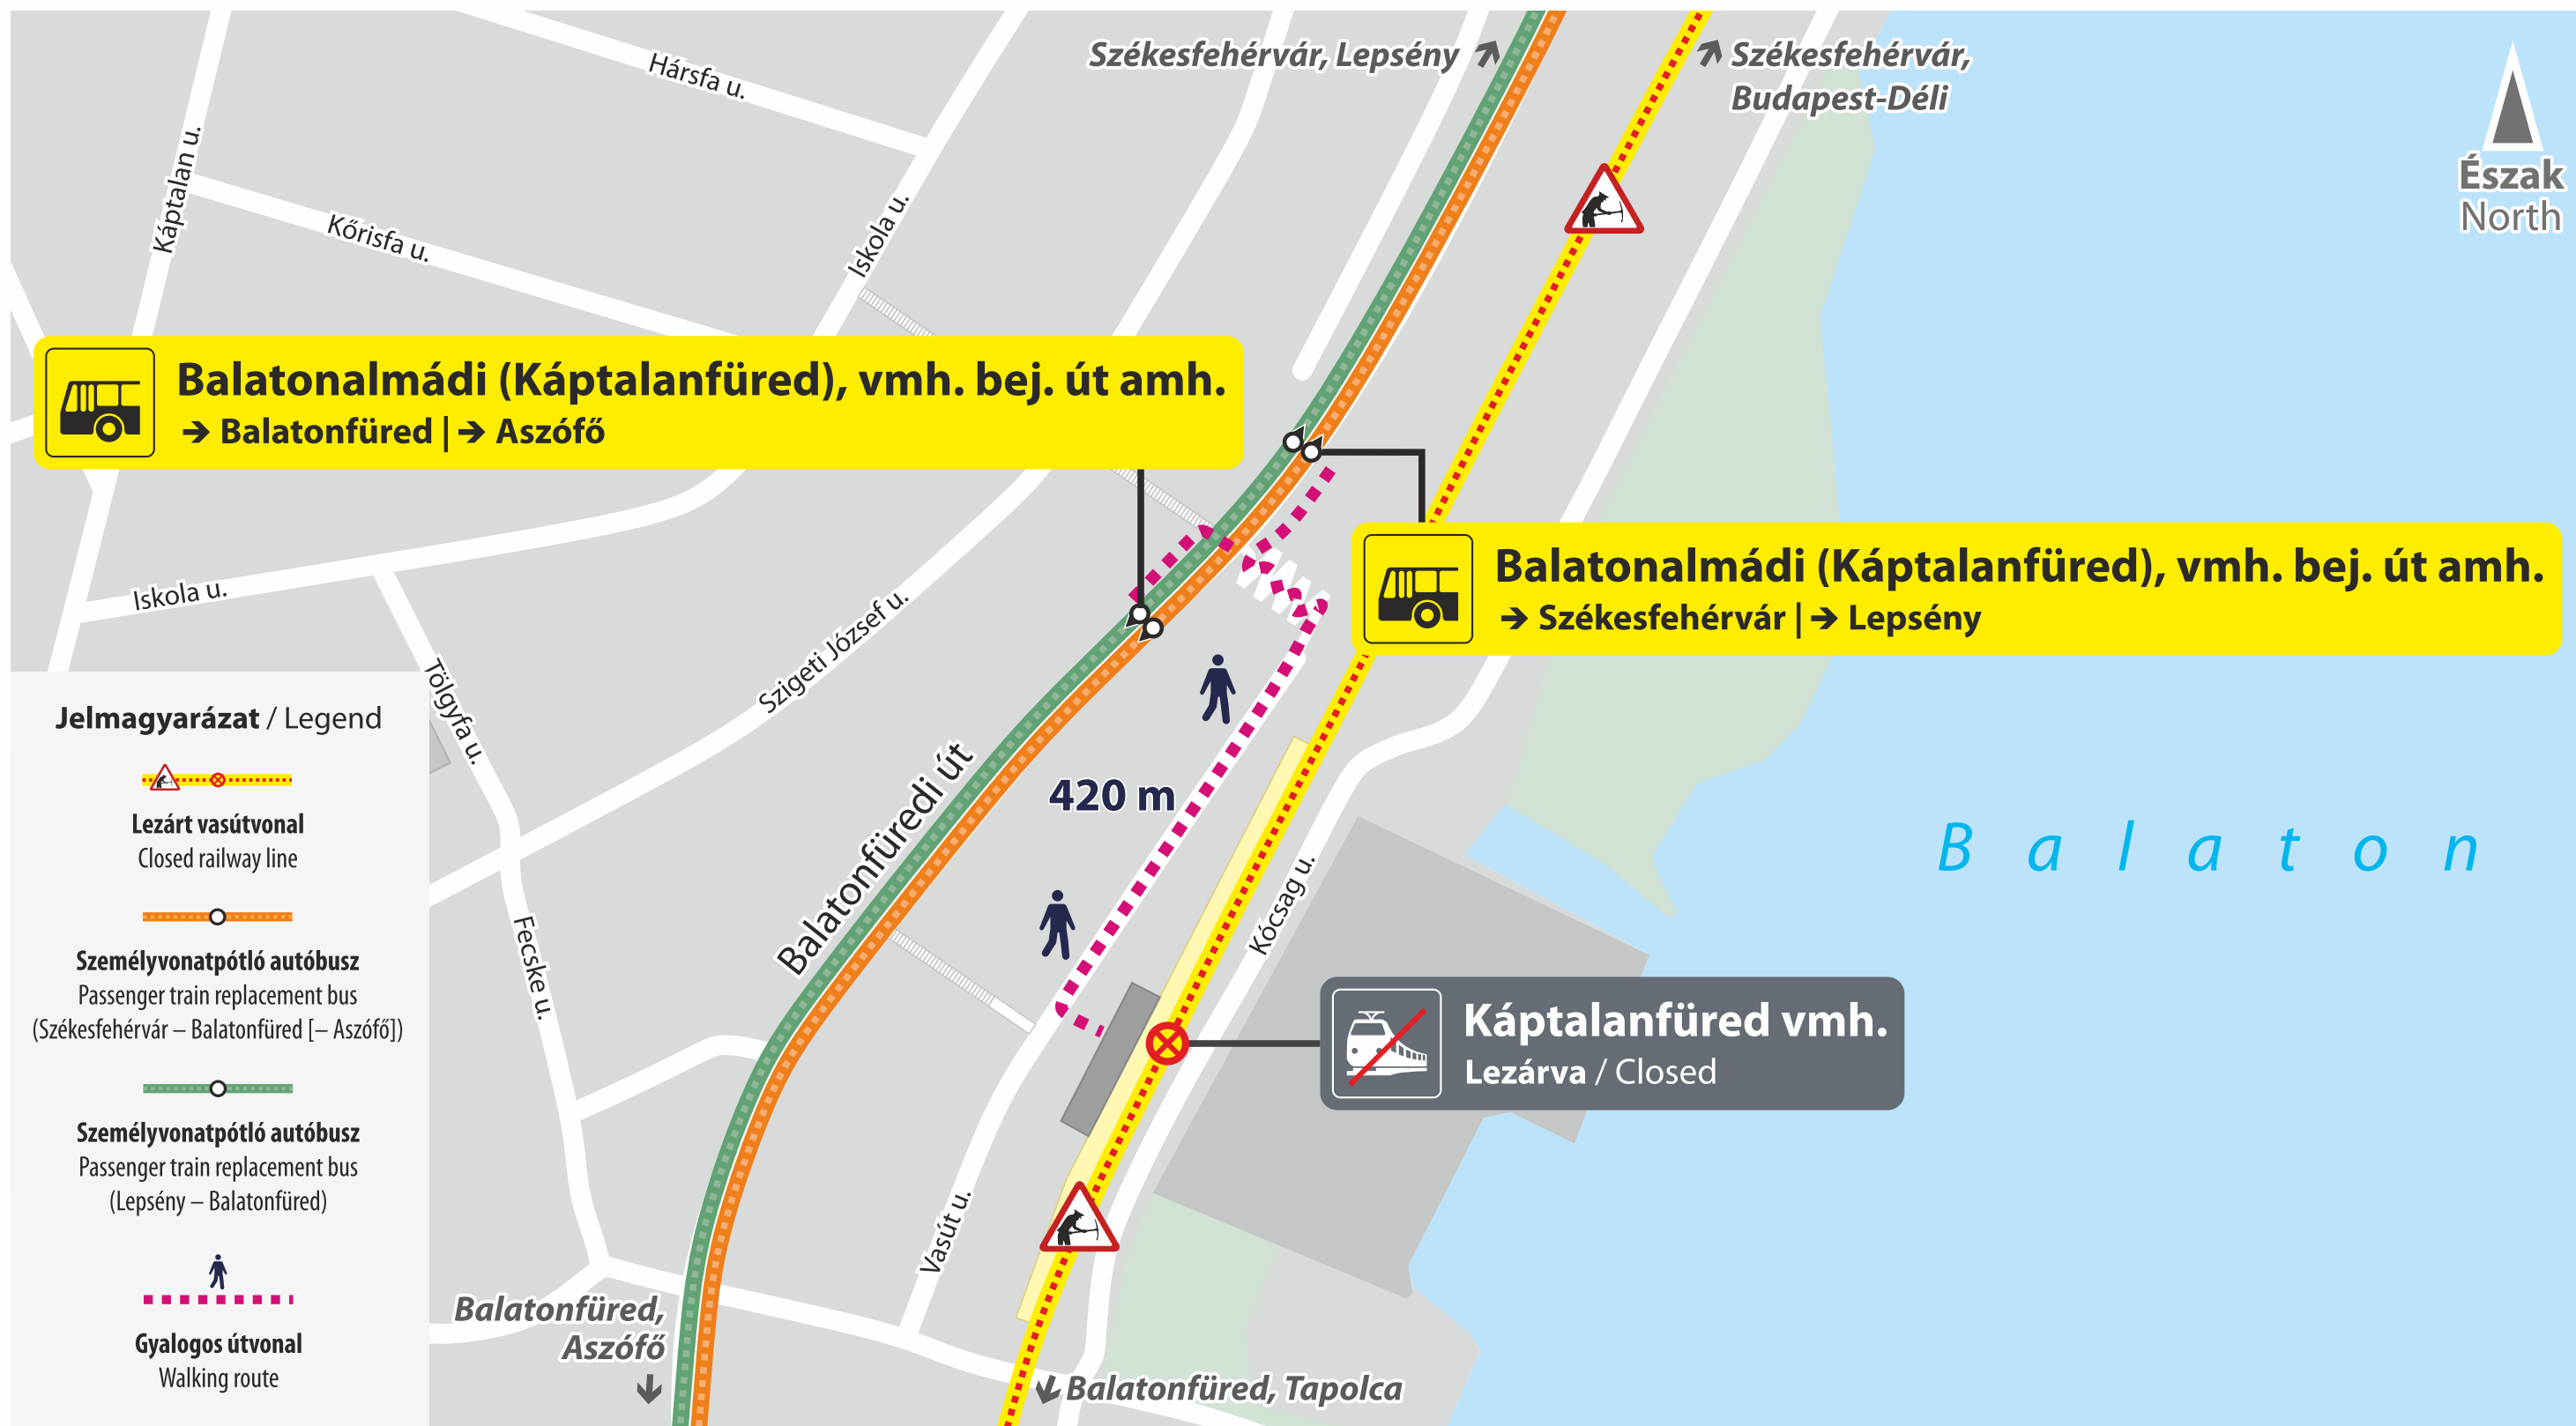 Hársfa u.
Székesfehérvár, Lepsény
Székesfehérvár,
Budapest-Déli
Észak
North
Káptalan u.
Kőrisfa u.
Iskola u.
Balatonalmádi (Káptalanfüred), vmh. bej. út amh.
➔ Balatonfüred | ➔ Aszófő
Balatonalmádi (Káptalanfüred), vmh. bej. út amh.
➔ Székesfehérvár | ➔ Lepsény
Iskola u.
Szigeti József u.
Tölgyfa u.
Balatonfüredi út
420 m
Balaton
Kócsag u.
Fecske u.
Káptalanfüred vmh.
Lezárva / Closed
Vasút u.
Balatonfüred,
Aszófő
Balatonfüred, Tapolca
Jelmagyarázat / Legend
Lezárt vasútvonal
Closed railway line
Személyvonatpótló autóbusz
Passenger train replacement bus
(Székesfehérvár – Balatonfüred [– Aszófő])
Személyvonatpótló autóbusz
Passenger train replacement bus
(Lepsény – Balatonfüred)
Gyalogos útvonal
Walking route